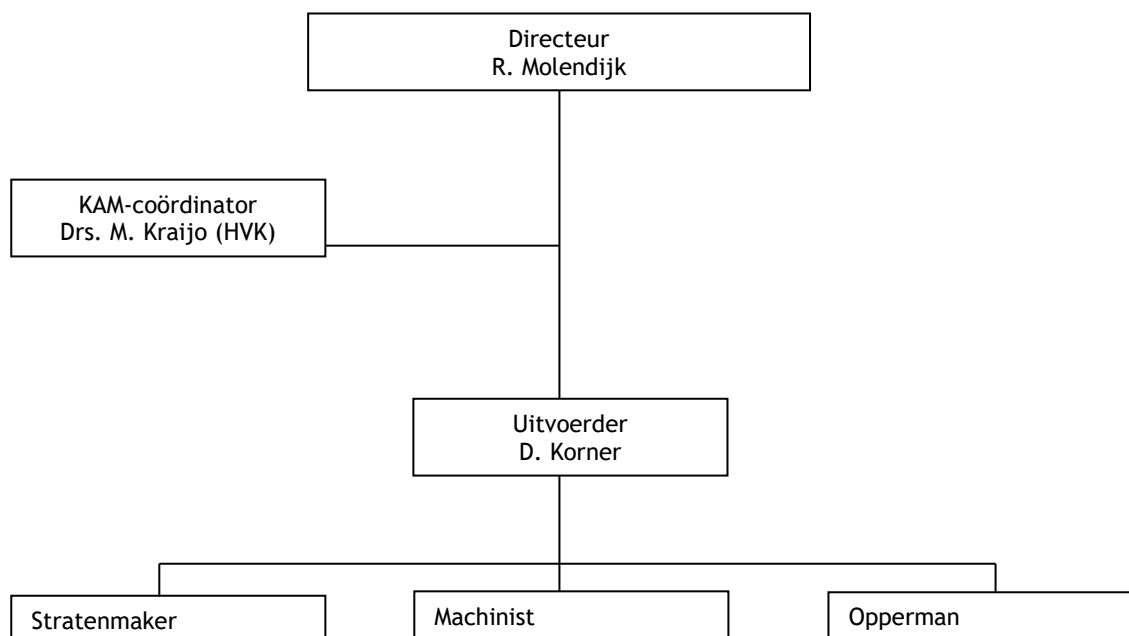 Directeur
R. Molendijk
KAM-coördinator
Drs. M. Kraijo (HVK)
Uitvoerder
D. Korner
Stratenmaker
Machinist
Opperman